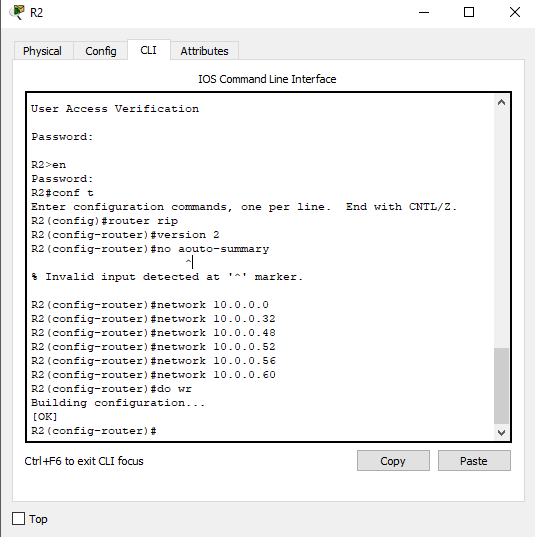 R2
Physical Config CLI Attributes
IOS Command Line Interface
User Access Verification
Password:
R2>en
Password:
R2#conf t
Enter configuration commands, one per line.  End with CNTL/Z.
R2(config)#router rip
R2(config-router)#version 2
R2(config-router)#no aouto-summary
^
% Invalid input detected at '^' marker.
R2(config-router)#network 10.0.0.0
R2(config-router)#network 10.0.0.32
R2(config-router)#network 10.0.0.48
R2(config-router)#network 10.0.0.52
R2(config-router)#network 10.0.0.56
R2(config-router)#network 10.0.0.60
R2(config-router)#do wr
Building configuration...
[OK]
R2(config-router)#
Ctrl+F6 to exit CLI focus Copy Paste
Top